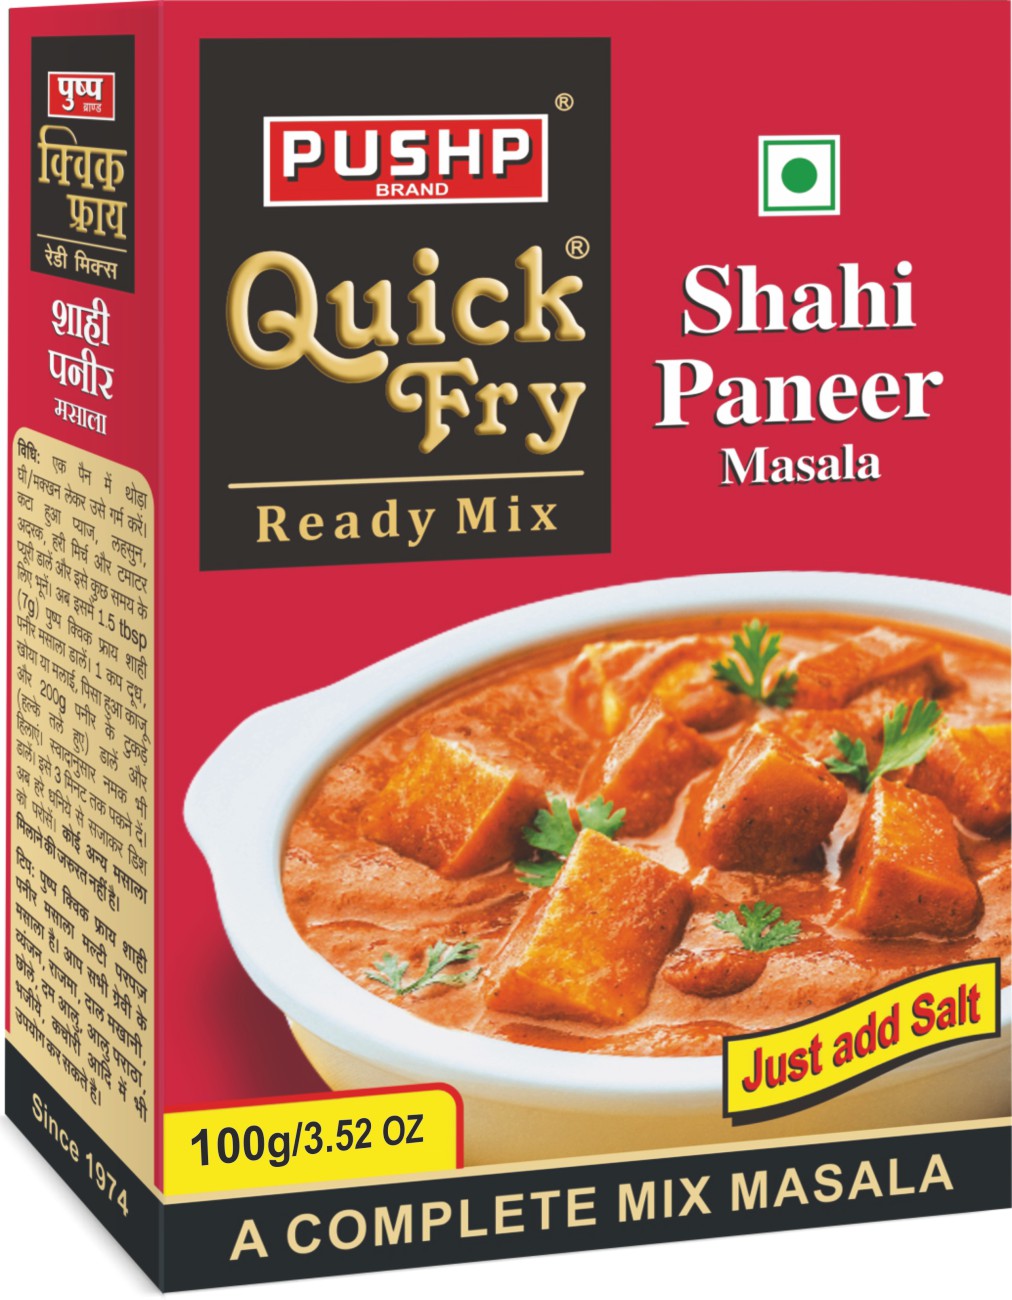 पुष्प
ब्राण्ड
क्विक
फ्राय
रेडी मिक्स
शाही
पनीर
मसाला
विधि: एक पैन में थोड़ा
घी/मक्खन लेकर उसे गर्म करें।
कटा हुआ प्याज, लहसुन,
अदरक, हरी मिर्च और टमाटर
प्यूरी डालें और इसे कुछ समय के
लिए भूनें। अब इसमें 1.5 tbsp
(7g) पुष्प क्विक फ्राय शाही
पनीर मसाला डालें। 1 कप दूध,
खोया या मलाई, पिसा हुआ काजू
और 200g पनीर के टुकड़े
(हल्के तले हुए) डालें और
हिलाएं। स्वादानुसार नमक भी
डालें। इसे 3 मिनट तक पकने दें।
अब हरे धनिये से सजाकर डिश
को परोसें। कोई अन्य मसाला
मिलाने की जरुरत नहीं है।
टिप: पुष्प क्विक फ्राय शाही
पनीर मसाला मल्टी परपज़
मसाला है। आप सभी ग्रेवी के
व्यंजन, राजमा, दाल मखानी,
छोले, दम आलू, आलू पराठा,
भजीये, कचोरी आदि में भी
उपयोग कर सकते है।
Since 1974
PUSHP ®
BRAND
Quick ®
Fry
Ready Mix
Shahi
Paneer
Masala
Just add Salt
100g/3.52 OZ
A COMPLETE MIX MASALA